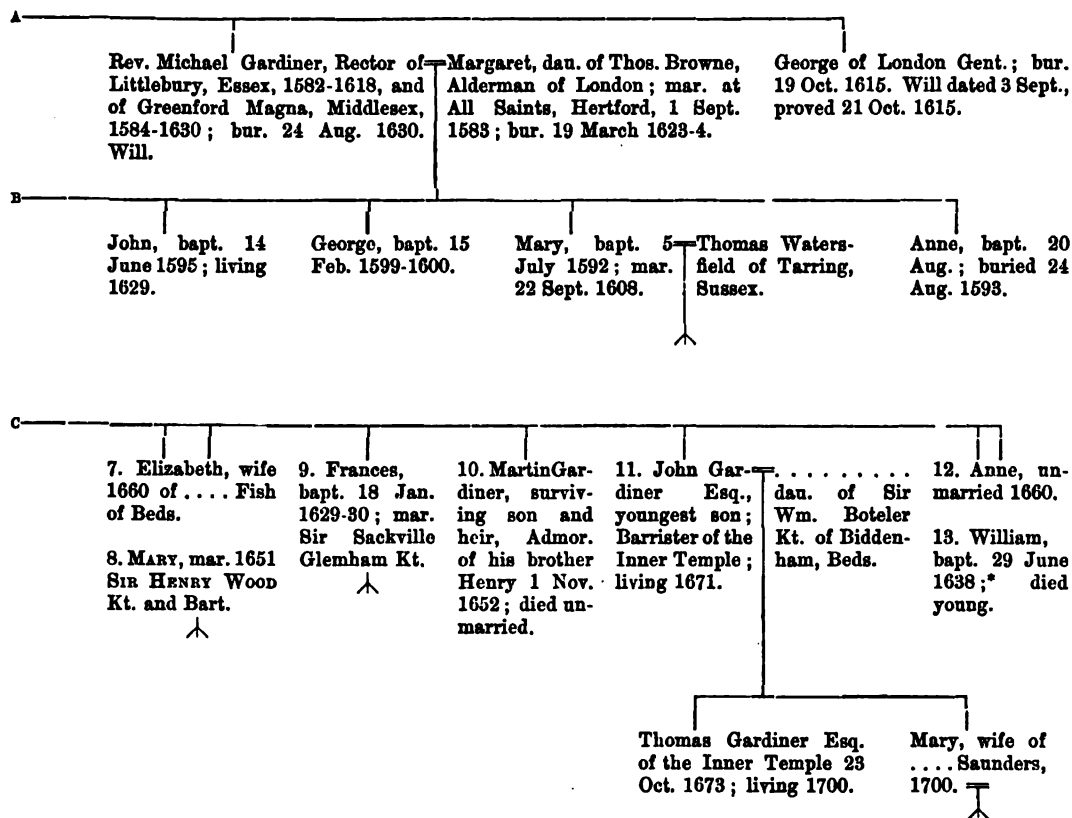 A
Rev. Michael Gardiner, Rector of
Littlebury, Essex, 1582-1618, and
of Greenford Magna, Middlesex,
1584-1630 ; bur. 24 Aug. 1630.
Will.
Margaret, dau. of Thos. Browne,
Alderman of London ; mar. at
All Saints, Hertford, 1 Sept.
1583 ; bur. 19 March 1623-4.
George of London Gent. ; bur.
19 Oct. 1615. Will dated 3 Sept.,
proved 21 Oct. 1615.
B
John, bapt. 14
June 1595 ; living
1629.
George, bapt. 15
Feb. 1599-1600.
Mary, bapt. 5
July 1592 ; mar.
22 Sept. 1608.
Thomas Waters-
field of Tarring,
Sussex.
Anne, bapt. 20
Aug. ; buried 24
Aug. 1593.
C
7. Elizabeth, wife
1660 of .... Fish
of Beds.
8. MARY, mar. 1651
SIR HENRY WOOD
Kt. and Bart.
9. Frances,
bapt. 18 Jan.
1629-30 ; mar.
Sir Sackville
Glemham Kt.
10. Martin Gar-
diner, surviv-
ing son and
heir, Admor.
of his brother
Henry 1 Nov.
1652 ; died un-
married.
11. John Gar-
diner Esq.,
youngest son ;
Barrister of the
Inner Temple ;
living 1671.
. . . . . . . . . .
dau. of Sir
Wm. Boteler
Kt. of Bidden-
ham, Beds.
12. Anne, un-
married 1660.
13. William,
bapt. 29 June
1638 ;* died
young.
Thomas Gardiner Esq.
of the Inner Temple 23
Oct. 1673 ; living 1700.
Mary, wife of
.... Saunders,
1700.